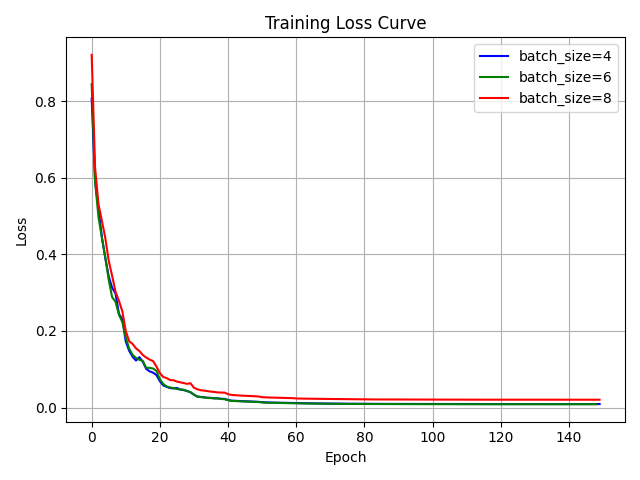 Training Loss Curve
batch_size=4
batch_size=6
batch_size=8
Loss
0.8
0.6
0.4
0.2
0.0
0 20 40 60 80 100 120 140
Epoch